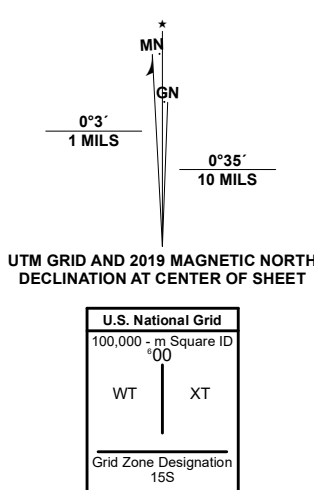 ★
MN
GN
0°3´
1 MILS
0°35´
10 MILS
UTM GRID AND 2019 MAGNETIC NORTH
DECLINATION AT CENTER OF SHEET
U.S. National Grid
100,000 - m Square ID
⁶00
WT XT
Grid Zone Designation
15S